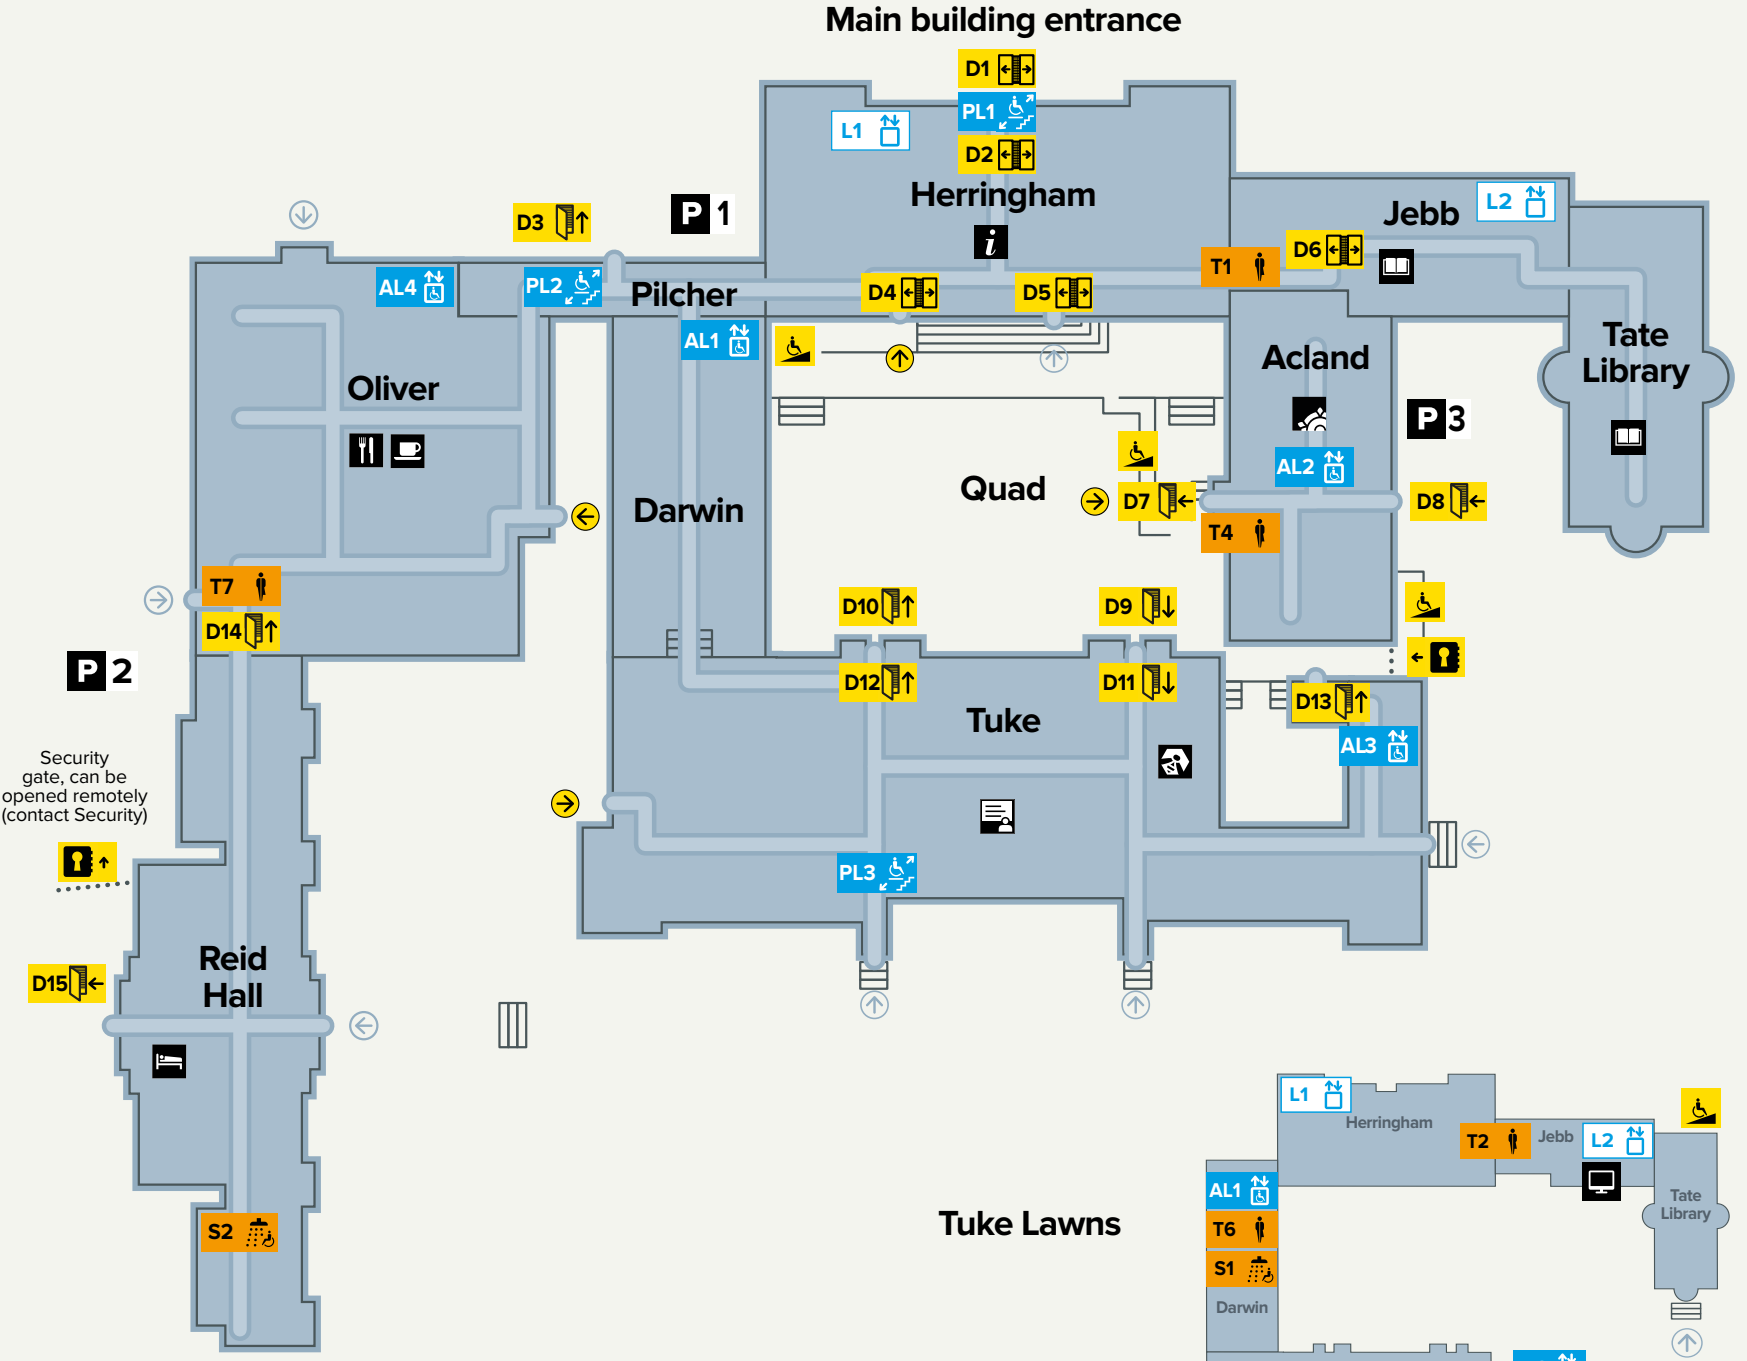 Main building entrance
D1
PL1
L1
D2
Herringham
P 1
D3
Jebb
L2
i
T1
D6
AL4
PL2
Pilcher
D4
D5
AL1
Acland
Tate
Library
Oliver
P 3
AL2
Quad
D7
D8
Darwin
T4
T7
D14
D10
D9
P 2
D12
D11
D13
Tuke
AL3
Security
gate, can be
opened remotely
(contact Security)
PL3
Reid
Hall
D15
S2
Tuke Lawns
L1
Herringham
T2
Jebb
L2
AL1
Tate
Library
T6
S1
Darwin